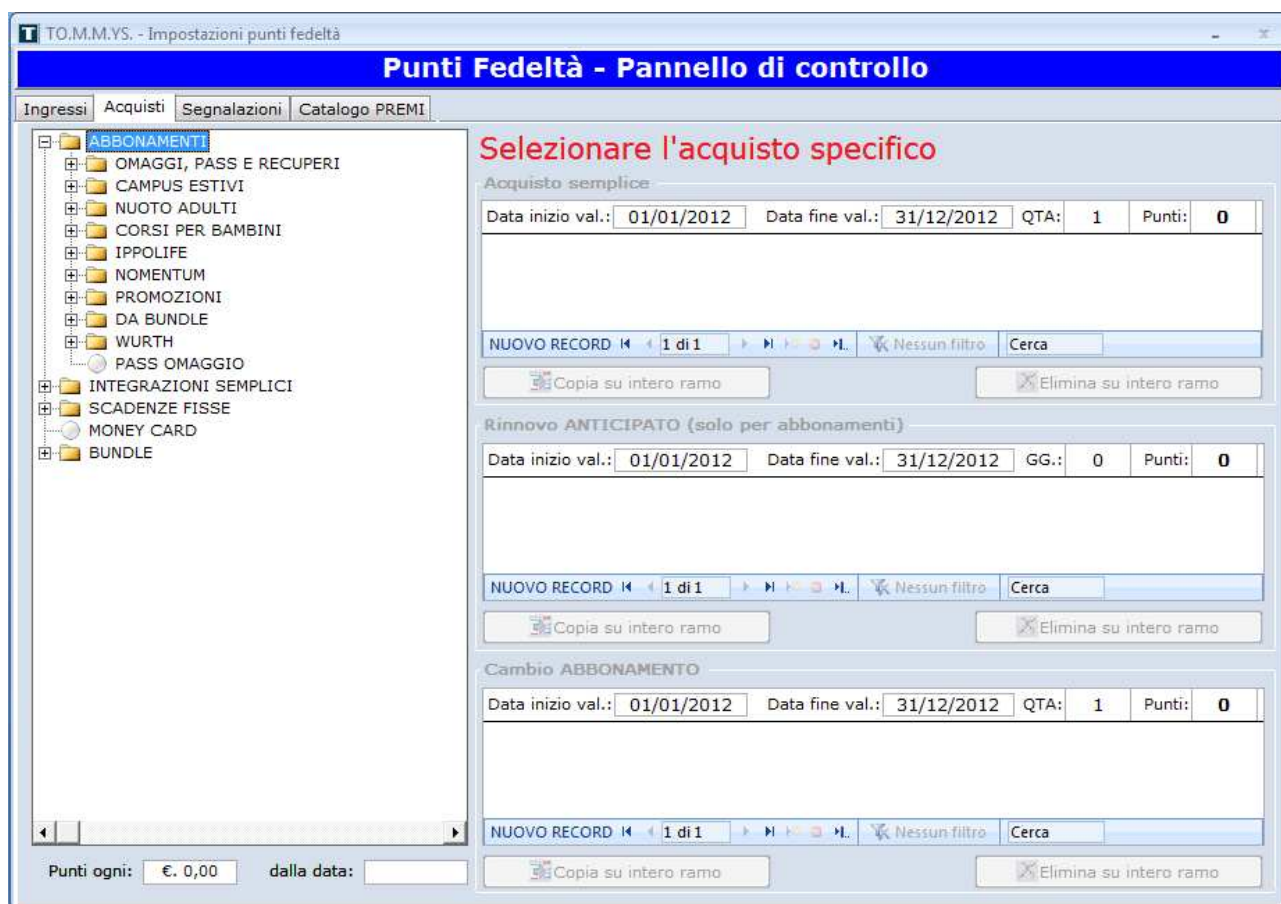 TO.M.M.YS. - Impostazioni punti fedeltà
Punti Fedeltà - Pannello di controllo
Ingressi Acquisti Segnalazioni Catalogo PREMI
ABBONAMENTI
OMAGGI, PASS E RECUPERI
CAMPUS ESTIVI
NUOTO ADULTI
CORSI PER BAMBINI
IPPOLIFE
NOMENTUM
PROMOZIONI
DA BUNDLE
WURTH
PASS OMAGGIO
INTEGRAZIONI SEMPLICI
SCADENZE FISSE
MONEY CARD
BUNDLE
Punti ogni: €. 0,00 dalla data:
Selezionare l'acquisto specifico
Acquisto semplice
Data inizio val.: 01/01/2012 Data fine val.: 31/12/2012 QTA: 1 Punti: 0
NUOVO RECORD 1 di 1 Nessun filtro Cerca
Copia su intero ramo Elimina su intero ramo
Rinnovo ANTICIPATO (solo per abbonamenti)
Data inizio val.: 01/01/2012 Data fine val.: 31/12/2012 GG.: 0 Punti: 0
NUOVO RECORD 1 di 1 Nessun filtro Cerca
Copia su intero ramo Elimina su intero ramo
Cambio ABBONAMENTO
Data inizio val.: 01/01/2012 Data fine val.: 31/12/2012 QTA: 1 Punti: 0
NUOVO RECORD 1 di 1 Nessun filtro Cerca
Copia su intero ramo Elimina su intero ramo